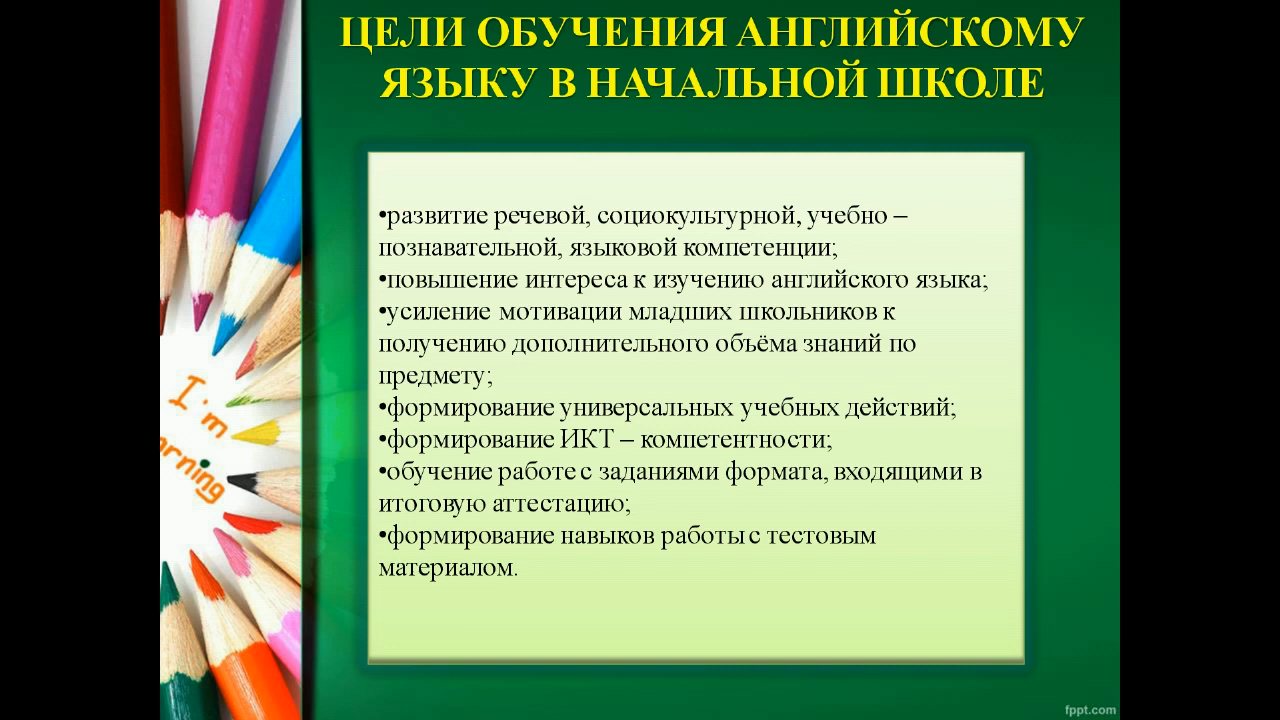 ЦЕЛИ ОБУЧЕНИЯ АНГЛИЙСКОМУ
ЯЗЫКУ В НАЧАЛЬНОЙ ШКОЛЕ
•развитие речевой, социокультурной, учебно –
познавательной, языковой компетенции;
•повышение интереса к изучению английского языка;
•усиление мотивации младших школьников к
получению дополнительного объёма знаний по
предмету;
•формирование универсальных учебных действий;
•формирование ИКТ – компетентности;
•обучение работе с заданиями формата, входящими в
итоговую аттестацию;
•формирование навыков работы с тестовым
материалом.
I'm
arning
fppt.com